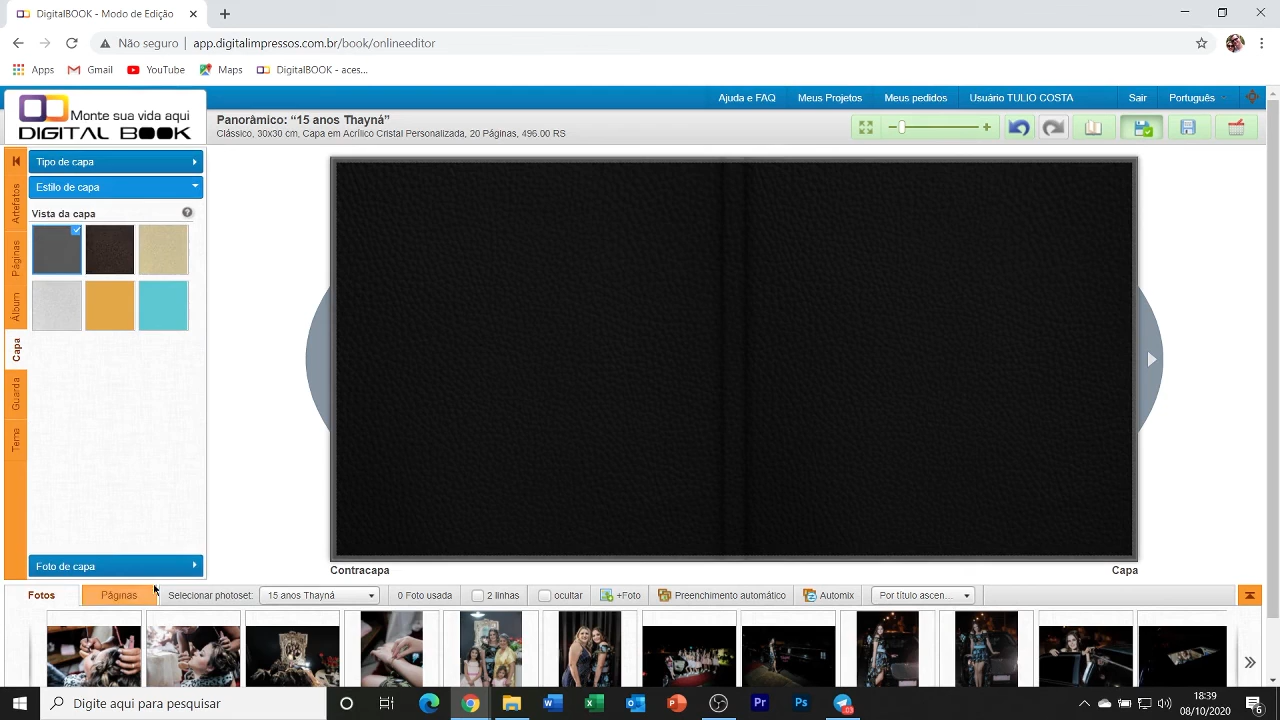 DigitalBOOK - Modo de Edição
Não seguro | app.digitalimpressos.com.br/book/onlineeditor
Apps Gmail YouTube Maps DigitalBOOK - aces...
Monte sua vida aqui
DIGITAL BOOK
Ajuda e FAQ Meus Projetos Meus pedidos Usuário TULIO COSTA Sair Português
Panorâmico: “15 anos Thayná”
Clássico, 30x30 cm, Capa em Acrílico Cristal Personalizada, 20 Páginas, 496.00 RS
Artefatos
Páginas
Álbum
Capa
Guarda
Tema
Tipo de capa
Estilo de capa
Vista da capa
Foto de capa
Contracapa Capa
Fotos Páginas Selecionar photoset: 15 anos Thayná 0 Foto usada 2 linhas ocultar +Foto Preenchimento automático Automix Por título ascen...
Digite aqui para pesquisar
Pr Ps
03
18:39
08/10/2020
6